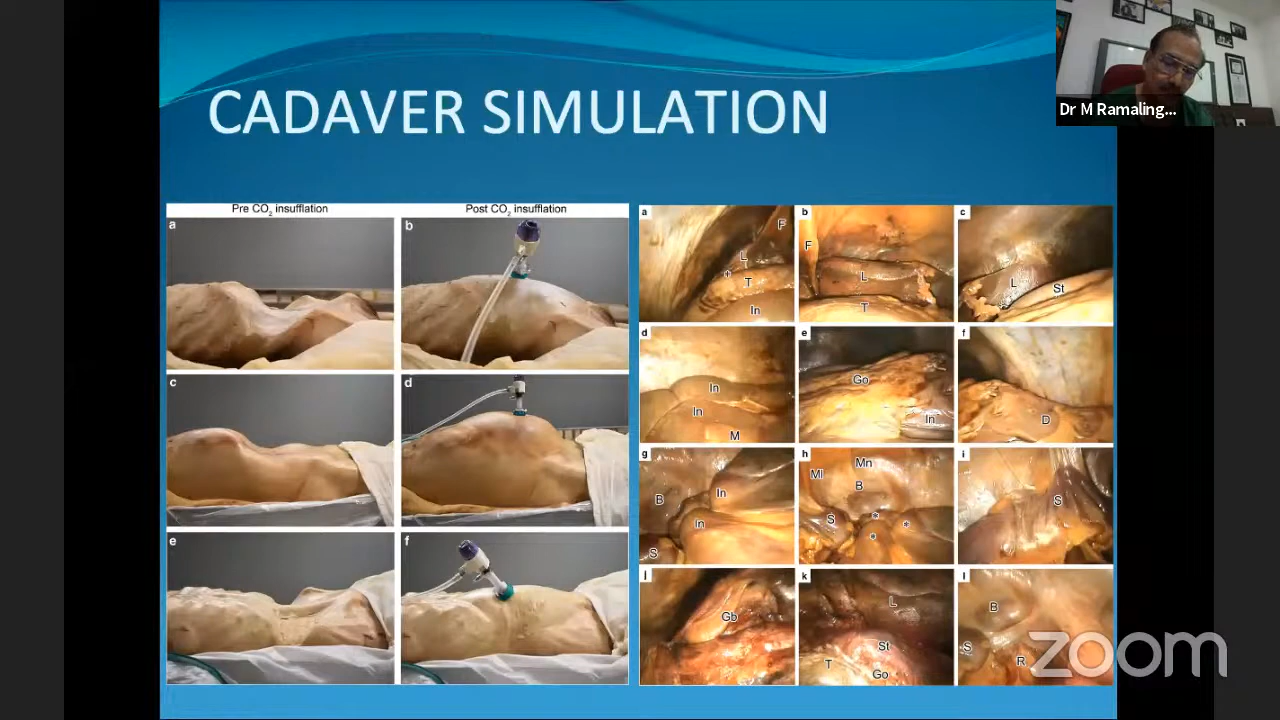 Dr M Ramaling...
CADAVER SIMULATION
Pre CO2 insufflation
Post CO2 insufflation
a
b
c
d
e
f
a
F
L
*
T
In
b
F
L
T
c
L
St
d
In
In
M
e
Go
In
f
D
g
B
In
In
S
h
Mn
Ml
B
S
*
*
*
i
S
j
Gb
k
L
St
T
Go
l
B
S
R
zoom